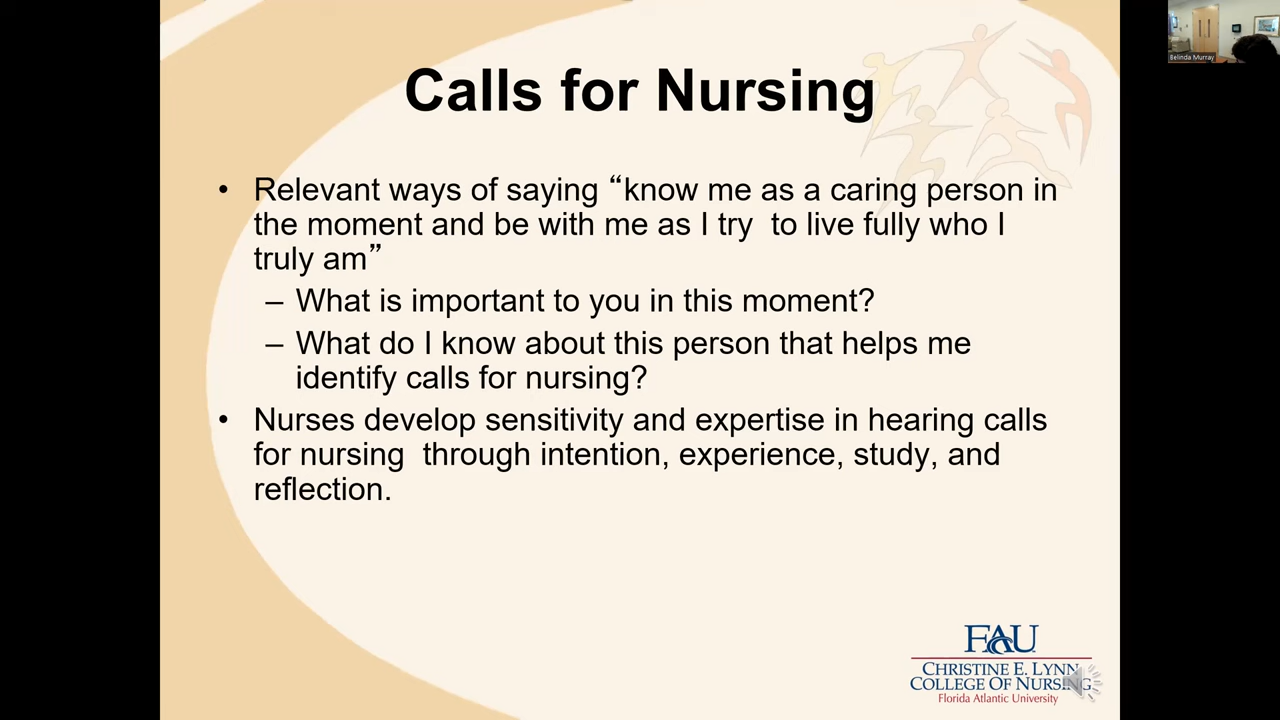 Belinda Murray
Calls for Nursing
• Relevant ways of saying “know me as a caring person in
the moment and be with me as I try  to live fully who I
truly am”
– What is important to you in this moment?
– What do I know about this person that helps me
identify calls for nursing?
• Nurses develop sensitivity and expertise in hearing calls
for nursing  through intention, experience, study, and
reflection.
FAU
CHRISTINE E. LYNN
COLLEGE OF NURSING
Florida Atlantic University